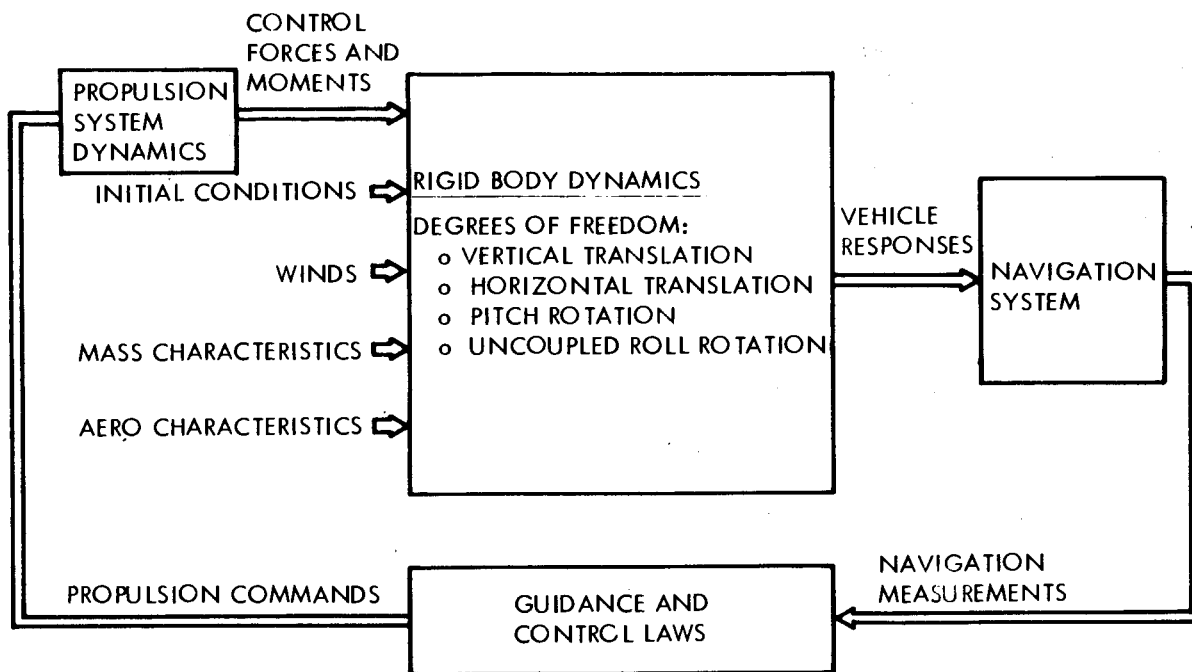 CONTROL
FORCES AND
MOMENTS
PROPULSION
SYSTEM
DYNAMICS
INITIAL CONDITIONS
WINDS
MASS CHARACTERISTICS
AERO CHARACTERISTICS
RIGID BODY DYNAMICS
DEGREES OF FREEDOM:
o VERTICAL TRANSLATION
o HORIZONTAL TRANSLATION
o PITCH ROTATION
o UNCOUPLED ROLL ROTATION
VEHICLE
RESPONSES
NAVIGATION
SYSTEM
NAVIGATION
MEASUREMENTS
GUIDANCE AND
CONTROL LAWS
PROPULSION COMMANDS